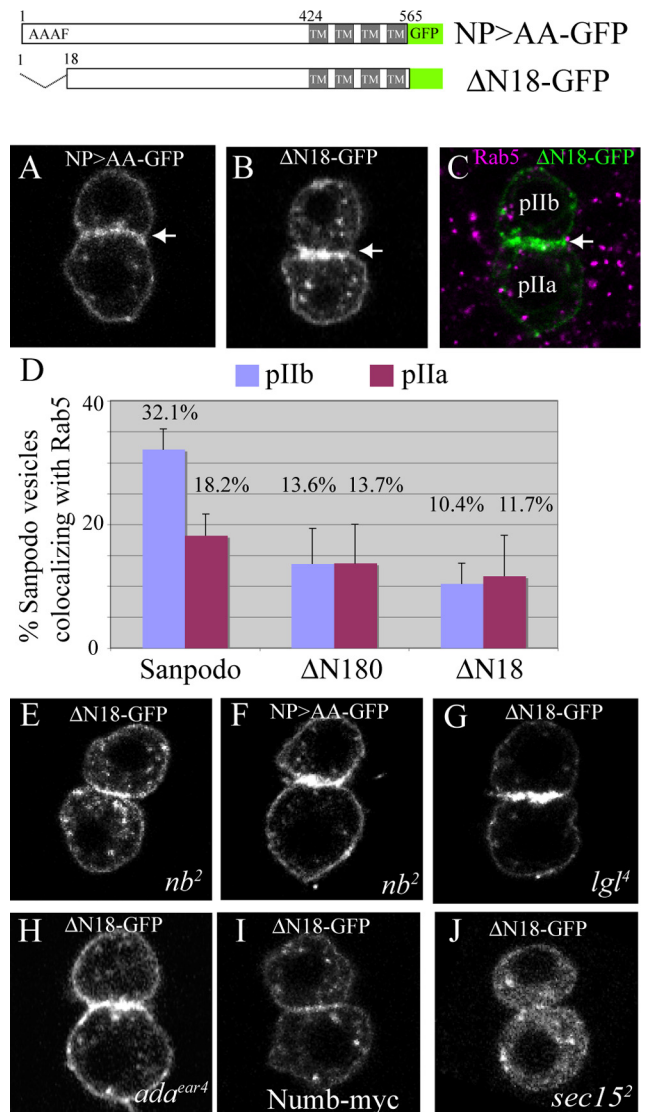 1 424 565
AAAF TM TM TM TM GFP NP>AA-GFP
1 18
TM TM TM TM ΔN18-GFP
A NP>AA-GFP
B ΔN18-GFP
C Rab5 ΔN18-GFP
pIIb
pIIa
D
pIIb pIIa
% Sanpodo vesicles
colocalizing with Rab5
40
20
0
32.1%
18.2%
13.6% 13.7%
10.4% 11.7%
Sanpodo ΔN180 ΔN18
E ΔN18-GFP
nb²
F NP>AA-GFP
nb²
G ΔN18-GFP
lgl⁴
H ΔN18-GFP
ada^ear4
I ΔN18-GFP
Numb-myc
J ΔN18-GFP
sec15²